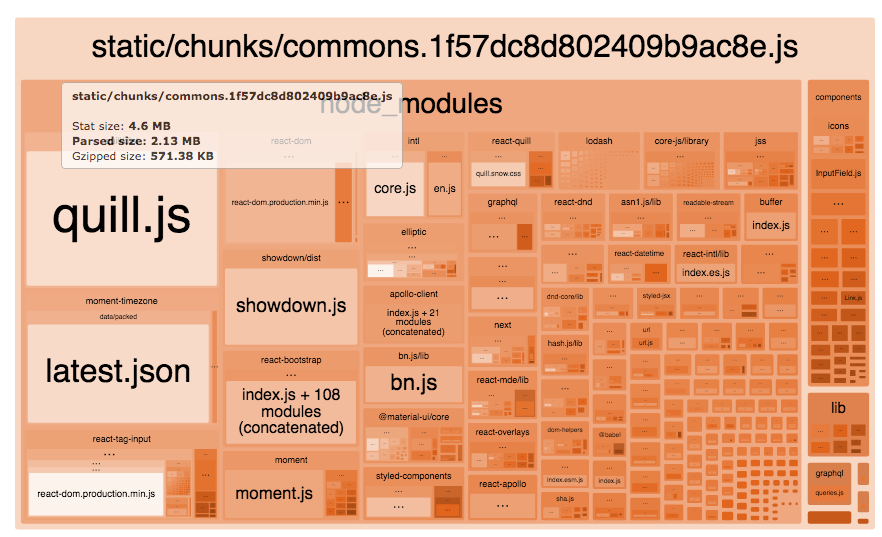 static/chunks/commons.1f57dc8d802409b9ac8e.js
node_modules
static/chunks/commons.1f57dc8d802409b9ac8e.js
Stat size: 4.6 MB
Parsed size: 2.13 MB
Gzipped size: 571.38 KB
quill.js
moment-timezone
data/packed
latest.json
...
react-tag-input
...
...
...
react-dom.production.min.js
...
react-dom
...
react-dom.production.min.js
...
showdown/dist
showdown.js
react-bootstrap
...
index.js + 108
modules
(concatenated)
moment
moment.js
...
intl
...
core.js
en.js
elliptic
...
apollo-client
index.js + 21
modules
(concatenated)
bn.js/lib
bn.js
@material-ui/core
...
styled-components
...
...
react-quill
...
quill.snow.css
lodash
...
core-js/library
...
jss
...
graphql
...
...
...
...
...
next
...
react-mde/lib
...
react-overlays
...
react-apollo
...
react-dnd
...
asn1.js/lib
...
readable-stream
...
buffer
index.js
...
react-datetime
...
react-intl/lib
index.es.js
...
dnd-core/lib
...
styled-jsx
...
hash.js/lib
...
url
url.js
dom-helpers
...
@babel
...
index.esm.js
index.js
sha.js
components
icons
...
InputField.js
...
Link.js
lib
...
graphql
queries.js